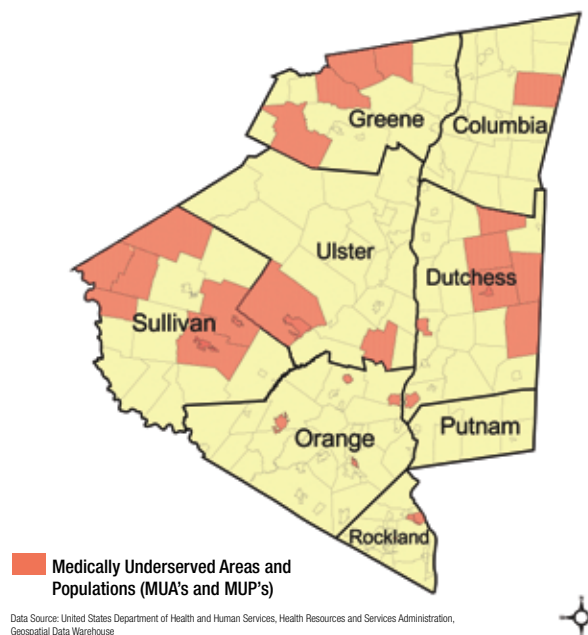 Greene
Columbia
Ulster
Dutchess
Sullivan
Orange
Putnam
Rockland
Medically Underserved Areas and
Populations (MUA's and MUP's)
Data Source: United States Department of Health and Human Services, Health Resources and Services Administration,
Geospatial Data Warehouse